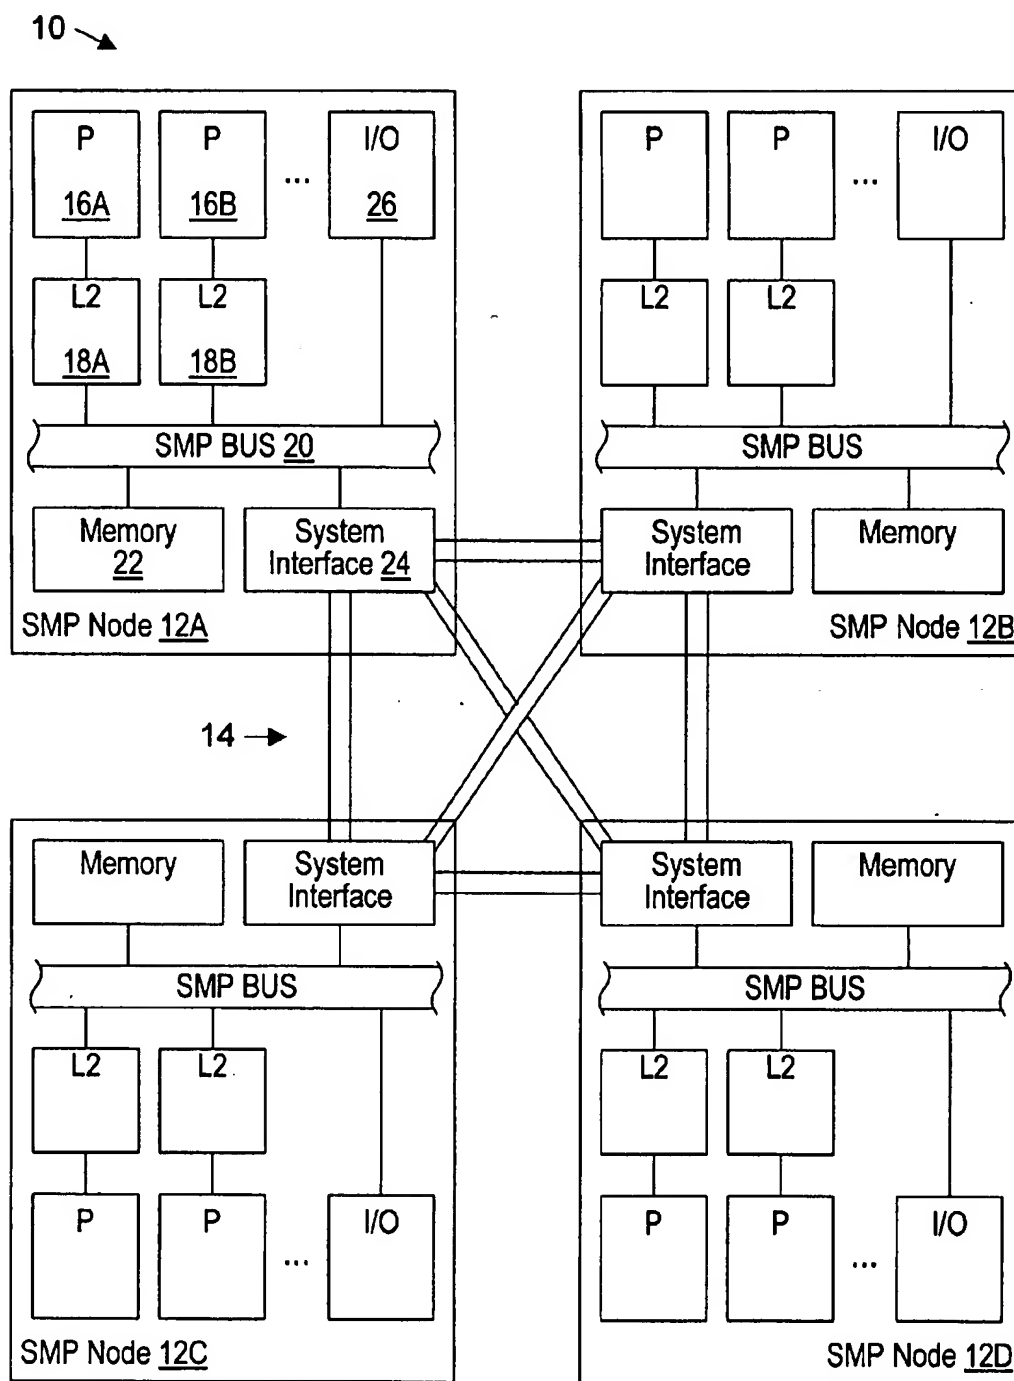 10
P P ... I/O
16A 16B 26
L2 L2
18A 18B
SMP BUS 20
Memory
22
System
Interface 24
SMP Node 12A
P P ... I/O
L2 L2
SMP BUS
System
Interface
Memory
SMP Node 12B
14
Memory
System
Interface
SMP BUS
L2 L2
P P ... I/O
SMP Node 12C
System
Interface
Memory
SMP BUS
L2 L2
P P ... I/O
SMP Node 12D